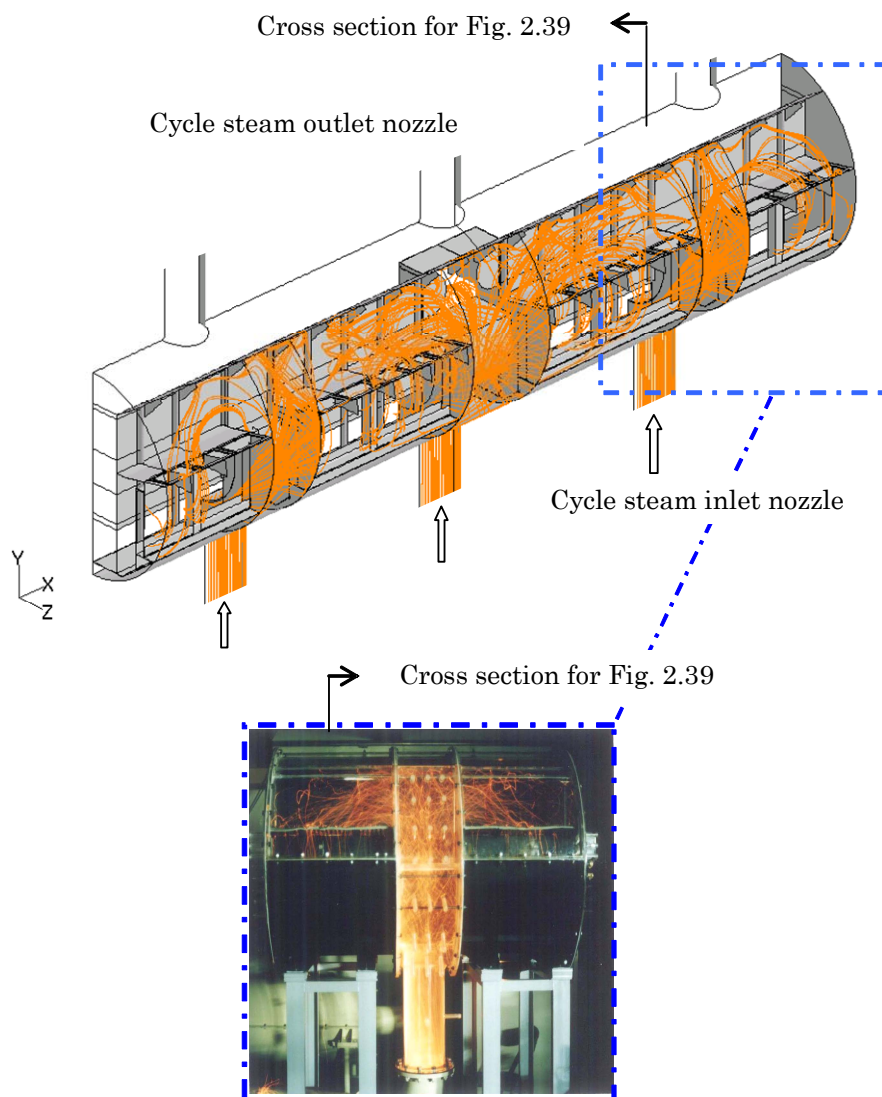 Cross section for Fig. 2.39
Cycle steam outlet nozzle
Cycle steam inlet nozzle
Y
X
Z
Cross section for Fig. 2.39